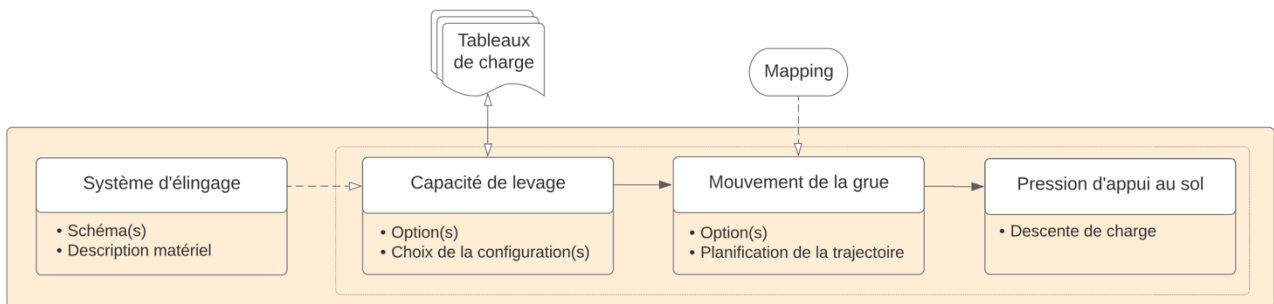 Tableaux
de charge
Mapping
Système d'élingage
• Schéma(s)
• Description matériel
Capacité de levage
• Option(s)
• Choix de la configuration(s)
Mouvement de la grue
• Option(s)
• Planification de la trajectoire
Pression d'appui au sol
• Descente de charge